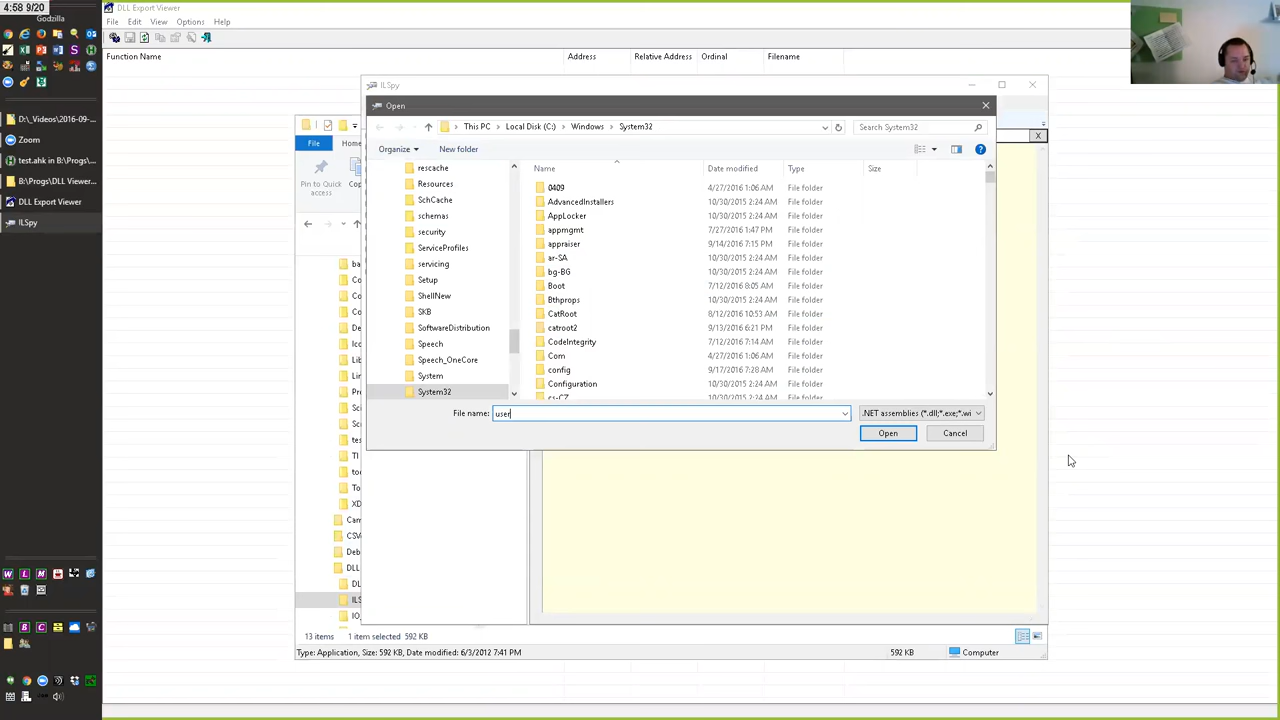 4:58 9/20
Godzilla
D:\_Videos\2016-09-...
Zoom
test.ahk in B:\Progs...
B:\Progs\DLL Viewer...
DLL Export Viewer
ILSpy
DLL Export Viewer
File Edit View Options Help
Function Name Address Relative Address Ordinal Filename
File
Pin to Quick
access
13 items 1 item selected 592 KB
Type: Application, Size: 592 KB, Date modified: 6/3/2012 7:41 PM 592 KB Computer
ILSpy
Open
This PC Local Disk (C:) Windows System32
Search System32
Organize New folder
rescache
Resources
SchCache
schemas
security
ServiceProfiles
servicing
Setup
ShellNew
SKB
SoftwareDistribution
Speech
Speech_OneCore
System
System32
Name Date modified Type Size
0409 4/27/2016 1:06 AM File folder
AdvancedInstallers 10/30/2015 2:24 AM File folder
AppLocker 10/30/2015 2:24 AM File folder
appmgmt 7/27/2016 1:47 PM File folder
appraiser 9/14/2016 7:15 PM File folder
ar-SA 10/30/2015 2:24 AM File folder
bg-BG 10/30/2015 2:24 AM File folder
Boot 7/12/2016 8:05 AM File folder
Bthprops 10/30/2015 2:24 AM File folder
CatRoot 8/12/2016 10:53 AM File folder
catroot2 9/13/2016 6:21 PM File folder
CodeIntegrity 7/12/2016 7:14 AM File folder
Com 4/27/2016 1:06 AM File folder
config 9/17/2016 7:28 AM File folder
Configuration 10/30/2015 2:24 AM File folder
cs-CZ 10/30/2015 2:24 AM File folder
File name: user
.NET assemblies (*.dll;*.exe;*.wi
Open Cancel